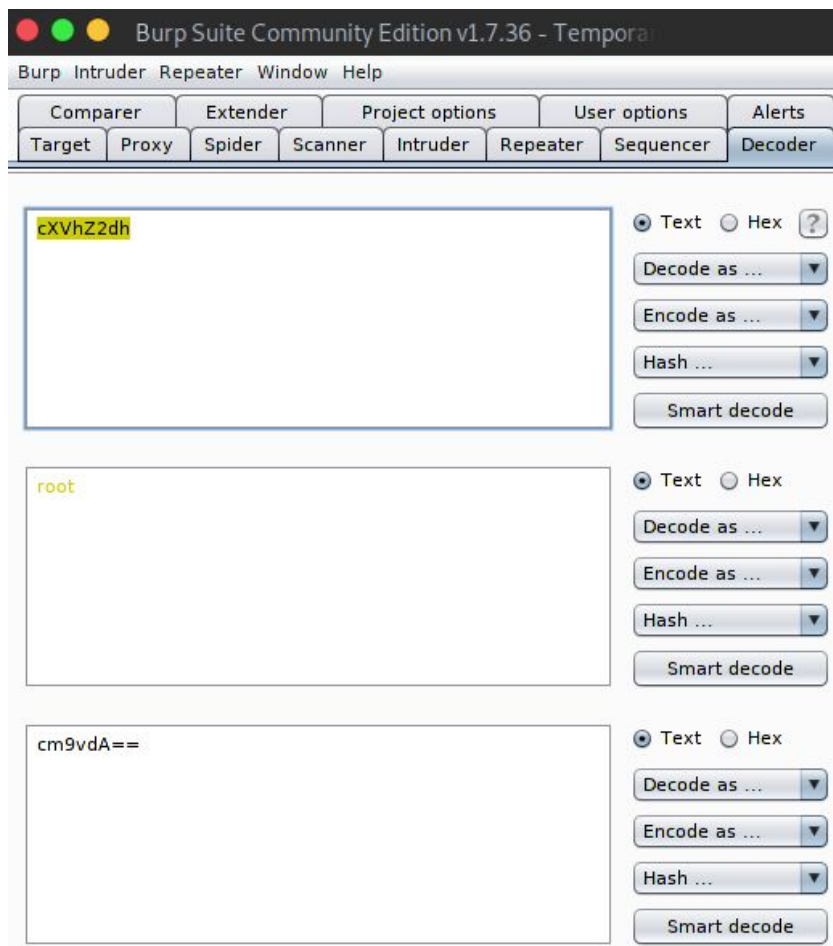 Burp Suite Community Edition v1.7.36 - Tempora
Burp Intruder Repeater Window Help
Comparer Extender Project options User options Alerts
Target Proxy Spider Scanner Intruder Repeater Sequencer Decoder
cXVhZ2dh
Text Hex ?
Decode as ...
Encode as ...
Hash ...
Smart decode
root
Text Hex
Decode as ...
Encode as ...
Hash ...
Smart decode
cm9vdA==
Text Hex
Decode as ...
Encode as ...
Hash ...
Smart decode